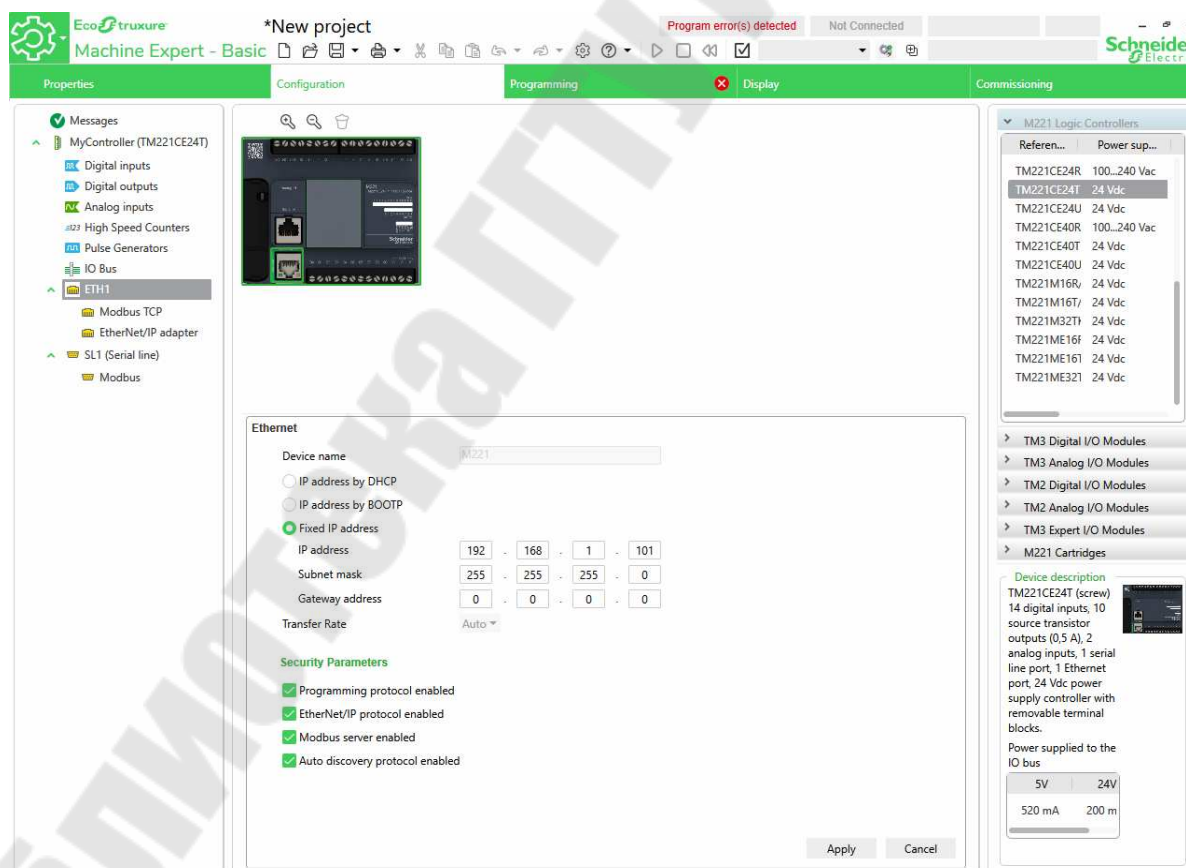 EcoStruxure
Machine Expert - Basic
*New project
Program error(s) detected
Not Connected
Schneide
Electr
Properties
Configuration
Programming
Display
Commissioning
Messages
MyController (TM221CE24T)
Digital inputs
Digital outputs
Analog inputs
High Speed Counters
Pulse Generators
IO Bus
ETH1
Modbus TCP
EtherNet/IP adapter
SL1 (Serial line)
Modbus
Ethernet
Device name M221
IP address by DHCP
IP address by BOOTP
Fixed IP address
IP address 192 . 168 . 1 . 101
Subnet mask 255 . 255 . 255 . 0
Gateway address 0 . 0 . 0 . 0
Transfer Rate Auto
Security Parameters
Programming protocol enabled
EtherNet/IP protocol enabled
Modbus server enabled
Auto discovery protocol enabled
Apply Cancel
M221 Logic Controllers
Referen... Power sup...
TM221CE24R 100...240 Vac
TM221CE24T 24 Vdc
TM221CE24U 24 Vdc
TM221CE40R 100...240 Vac
TM221CE40T 24 Vdc
TM221CE40U 24 Vdc
TM221M16R/ 24 Vdc
TM221M16T/ 24 Vdc
TM221M32TK 24 Vdc
TM221ME16R 24 Vdc
TM221ME16T 24 Vdc
TM221ME32T 24 Vdc
TM3 Digital I/O Modules
TM3 Analog I/O Modules
TM2 Digital I/O Modules
TM2 Analog I/O Modules
TM3 Expert I/O Modules
M221 Cartridges
Device description
TM221CE24T (screw)
14 digital inputs, 10
source transistor
outputs (0,5 A), 2
analog inputs, 1 serial
line port, 1 Ethernet
port, 24 Vdc power
supply controller with
removable terminal
blocks.
Power supplied to the
IO bus
5V 24V
520 mA 200 m